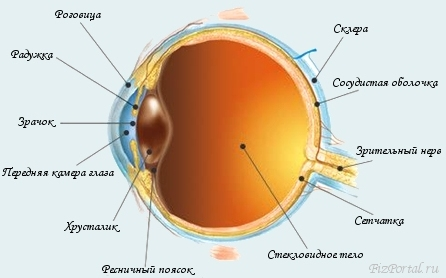 Роговица
Радужка
Зрачок
Передняя камера глаза
Хрусталик
Ресничный поясок
Склера
Сосудистая оболочка
Зрительный нерв
Сетчатка
Стекловидное тело
FizPortal.ru